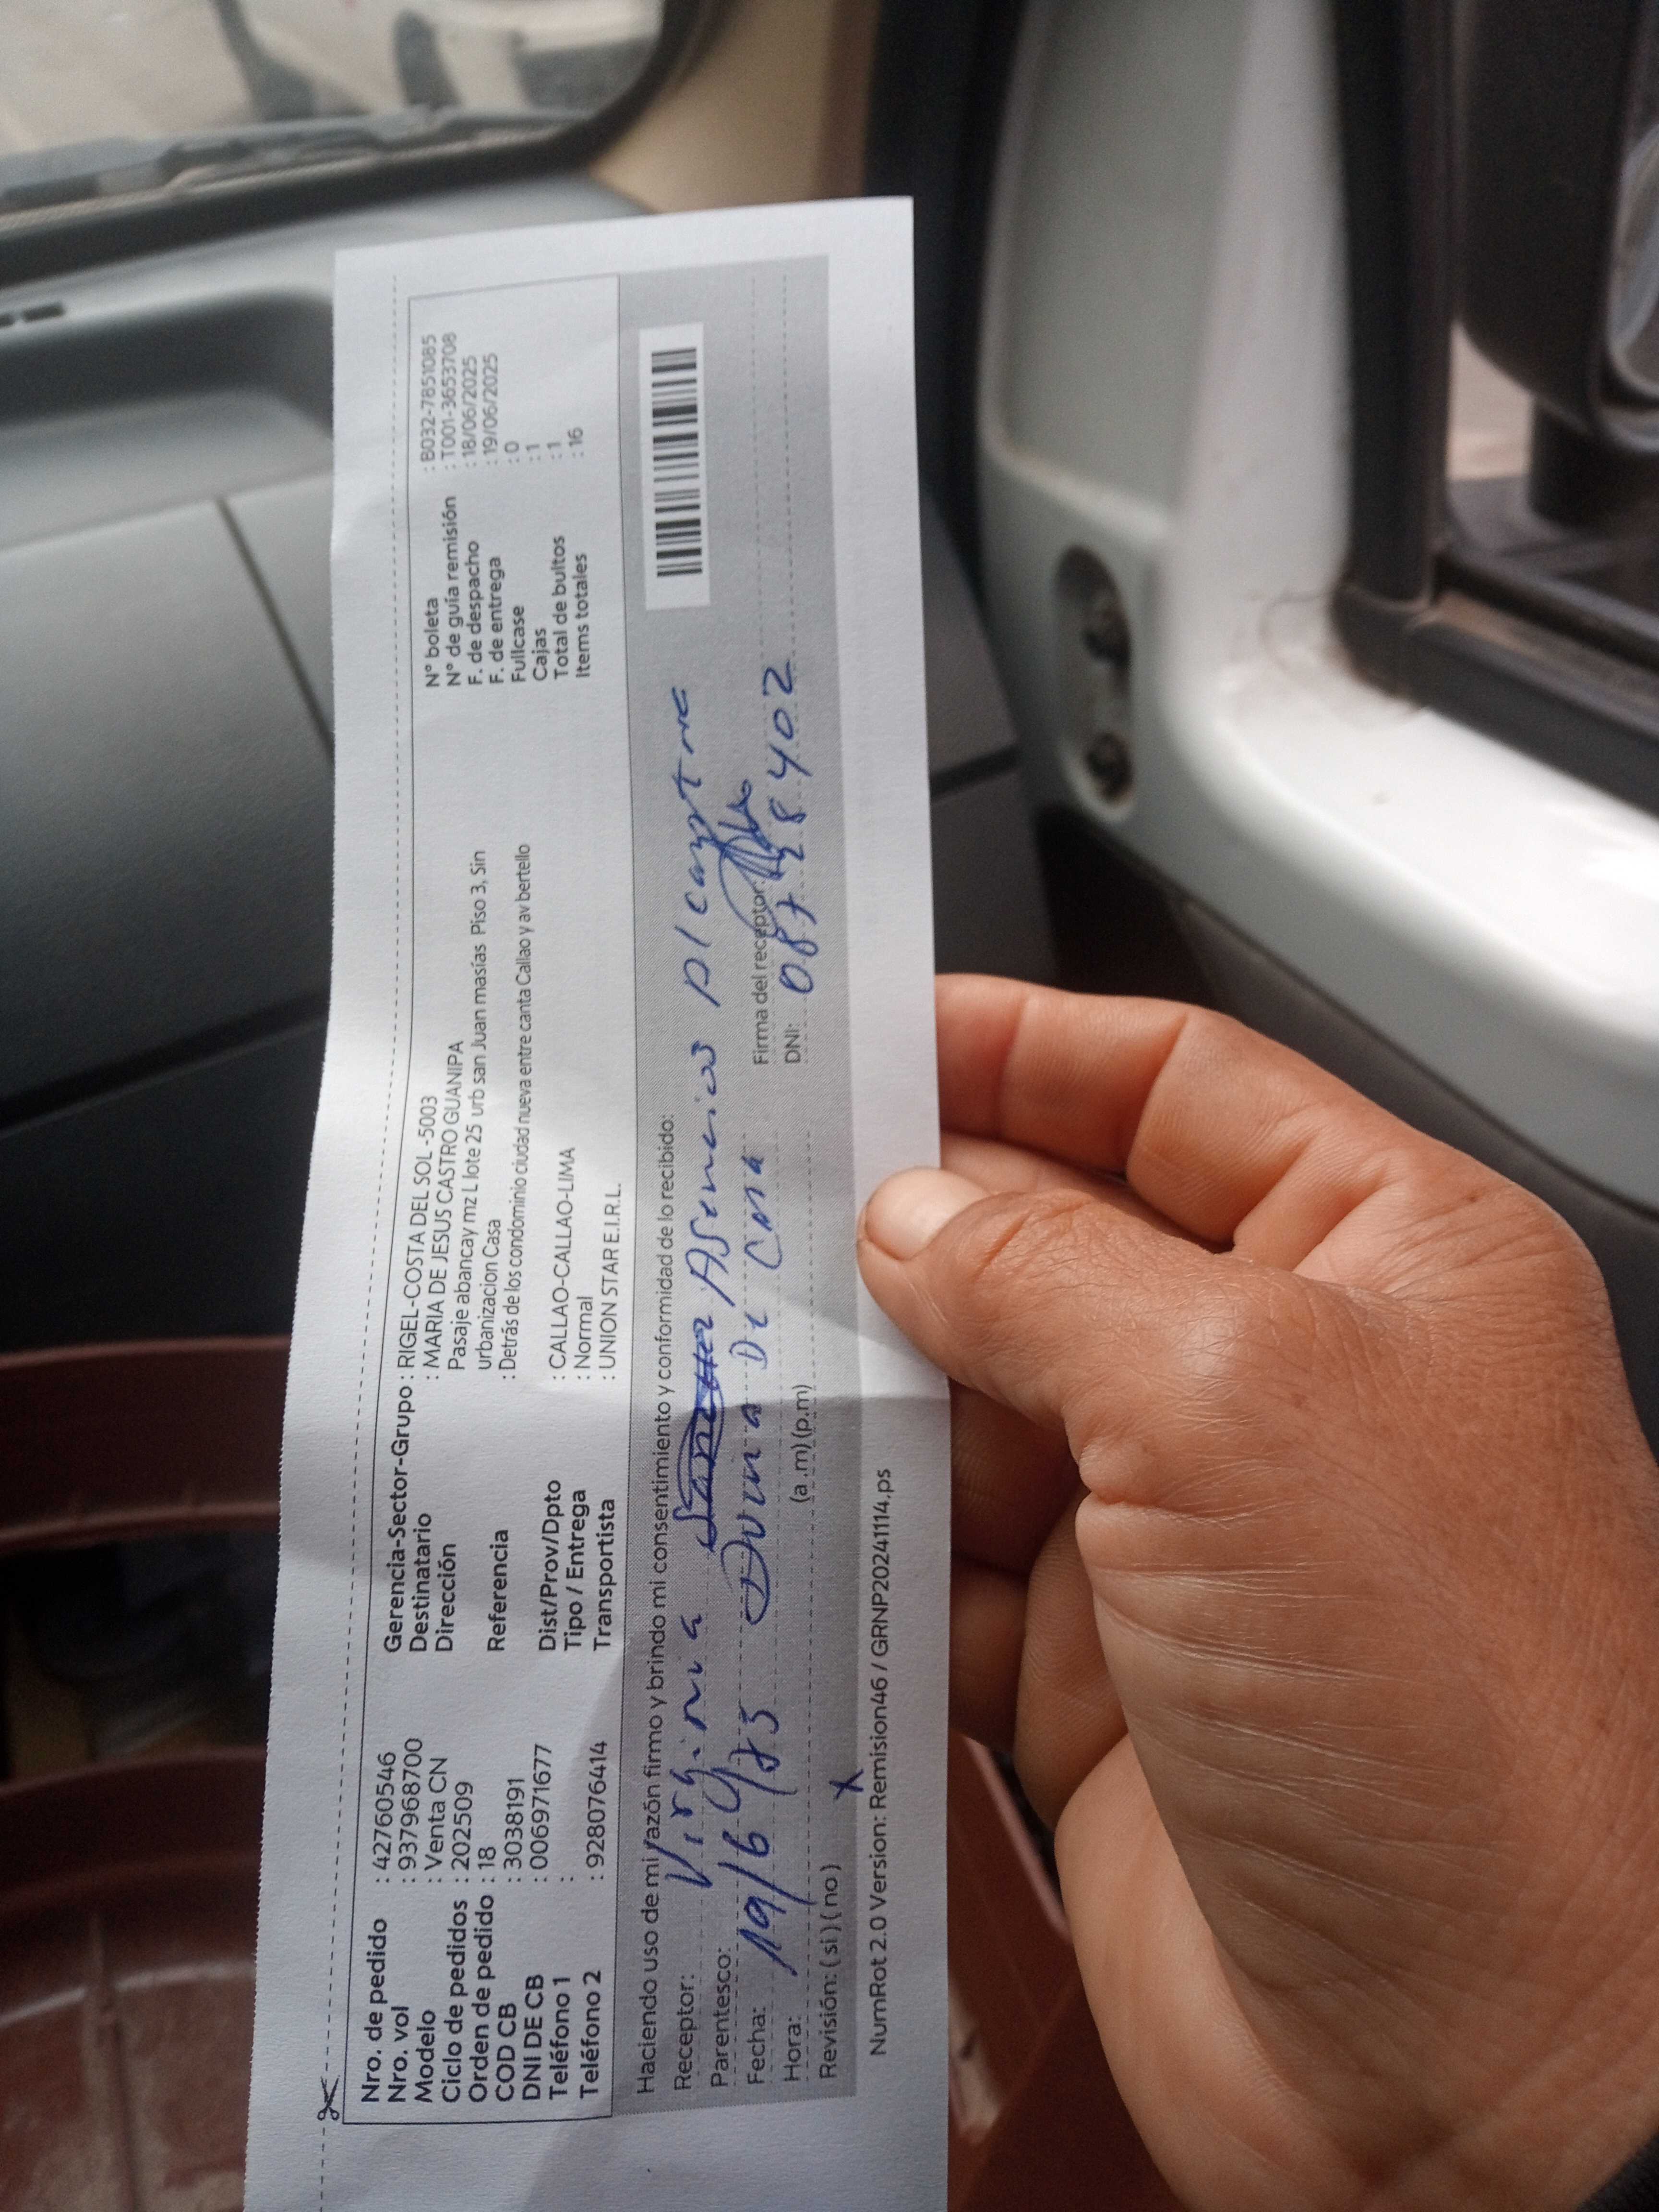 Nro. de pedido : 42760546
Nro. vol : 937968700
Modelo : Venta CN
Ciclo de pedidos : 202509
Orden de pedido : 18
COD CB : 3038191
DNI DE CB : 006971677
Teléfono 1 :
Teléfono 2 : 928076414
Gerencia-Sector-Grupo : RIGEL-COSTA DEL SOL -5003
Destinatario : MARIA DE JESUS CASTRO GUANIPA
Dirección Pasaje abancay mz L lote 25 urb san Juan masías Piso 3, Sin
urbanizacion Casa
Referencia : Detrás de los condominio ciudad nueva entre canta Callao y av bertello
Dist/Prov/Dpto : CALLAO-CALLAO-LIMA
Tipo / Entrega : Normal
Transportista : UNION STAR E.I.R.L.
N° boleta : B032-7851085
N° de guía remisión : T001-3653708
F. de despacho : 18/06/2025
F. de entrega : 19/06/2025
Fullcase : 0
Cajas : 1
Total de bultos : 1
Items totales : 16
Haciendo uso de mi razón firmo y brindo mi consentimiento y conformidad de lo recibido:
Receptor: Virginia Asencios
Parentesco:
Fecha: 19/6
Firma del receptor:
Hora: (a.m) (p.m)
DNI: 08728402
Revisión: ( si ) ( no ) X
NumRot 2.0 Version: Remision46 / GRNP20241114.ps